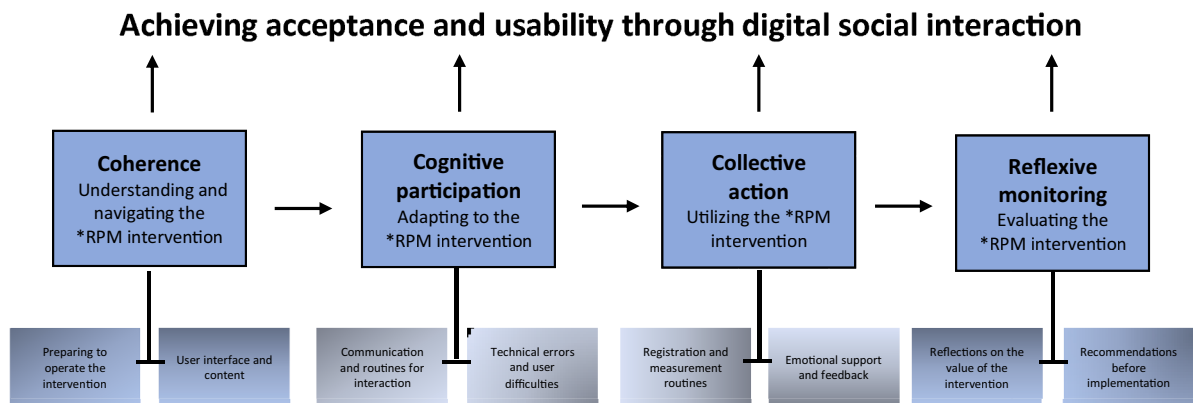 Achieving acceptance and usability through digital social interaction
Coherence
Understanding and
navigating the
*RPM intervention
Cognitive
participation
Adapting to the
*RPM intervention
Collective
action
Utilizing the *RPM
intervention
Reflexive
monitoring
Evaluating the
*RPM intervention
Preparing to
operate the
intervention
User interface and
content
Communication
and routines for
interaction
Technical errors
and user
difficulties
Registration and
measurement
routines
Emotional support
and feedback
Reflections on the
value of the
intervention
Recommendations
before
implementation